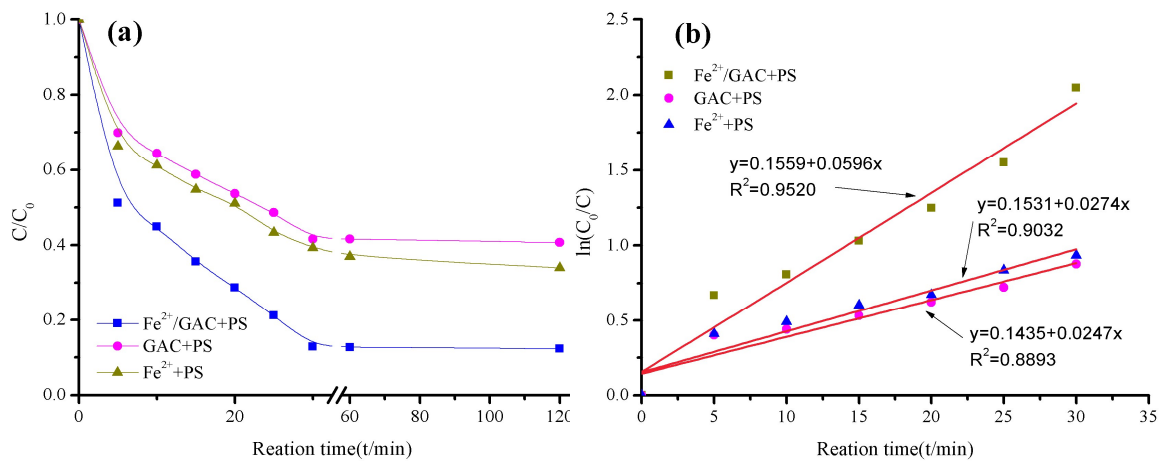 (a)
1.0
0.8
0.6
0.4
0.2
0.0
C/C₀
Fe²⁺/GAC+PS
GAC+PS
Fe²⁺+PS
0
20
60
120
Reation time(t/min)
(b)
2.5
2.0
1.5
1.0
0.5
0.0
ln(C₀/C)
Fe²⁺/GAC+PS
GAC+PS
Fe²⁺+PS
y=0.1559+0.0596x
R²=0.9520
y=0.1531+0.0274x
R²=0.9032
y=0.1435+0.0247x
R²=0.8893
0
5
10
15
20
25
30
35
Reation time(t/min)